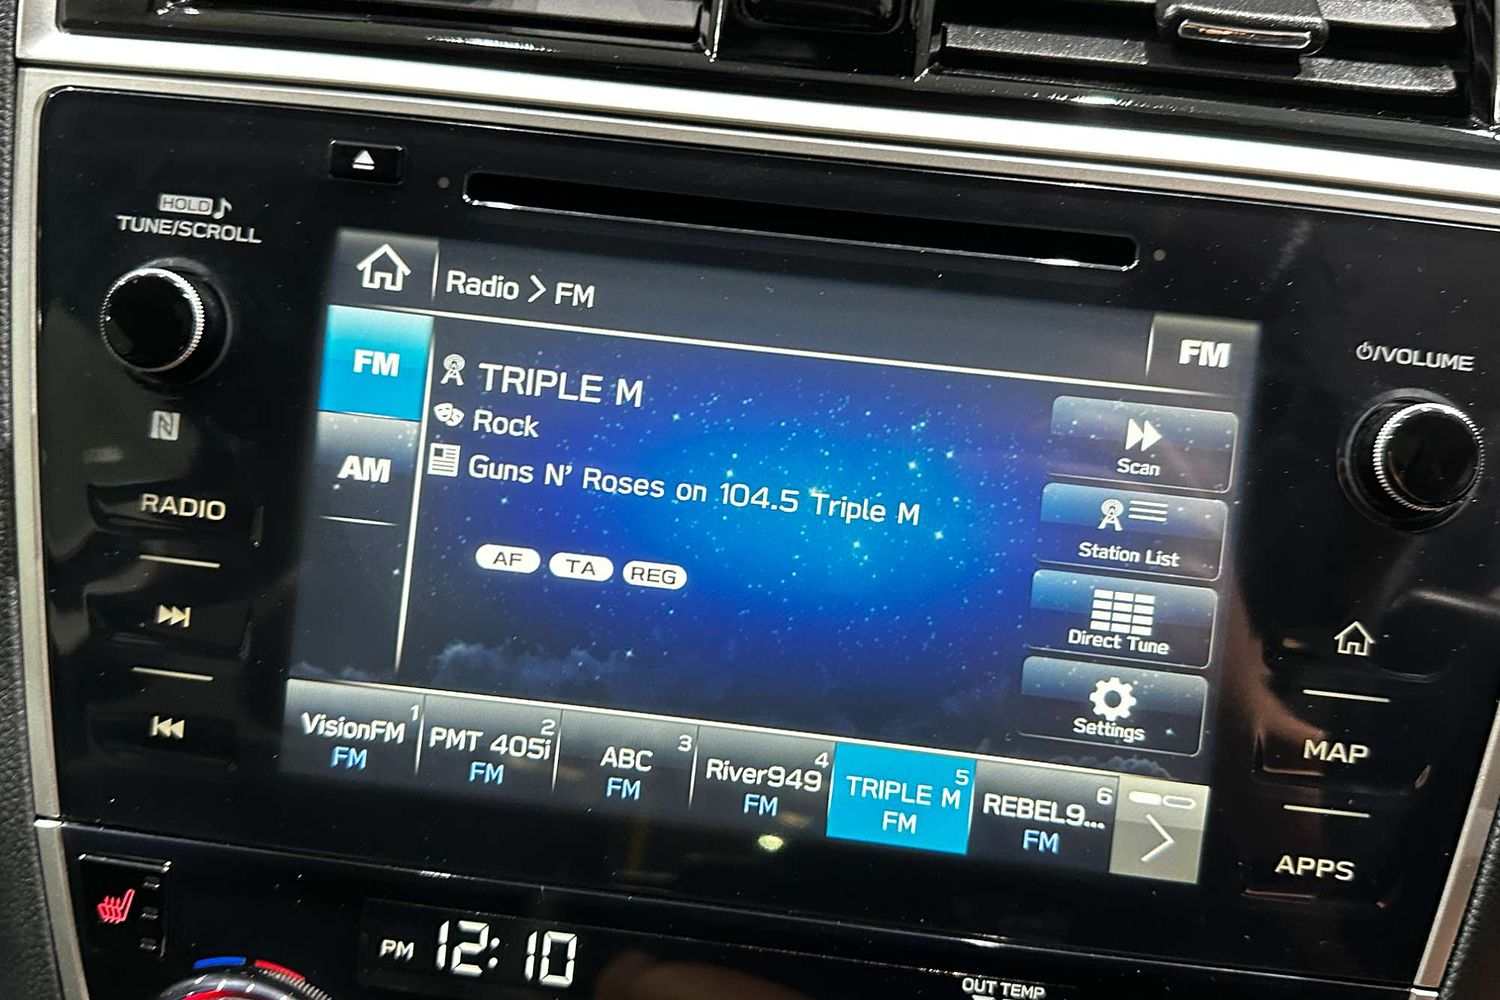 HOLD
TUNE/SCROLL
Radio > FM
FM
FM
AM
TRIPLE M
Rock
Guns N' Roses on 104.5 Triple M
AF TA REG
Scan
Station List
Direct Tune
Settings
VisionFM 1
FM
PMT 405i 2
FM
ABC 3
FM
River949 4
FM
TRIPLE M 5
FM
REBEL9... 6
FM
N
RADIO
/VOLUME
MAP
APPS
PM 12:10
OUT TEMP